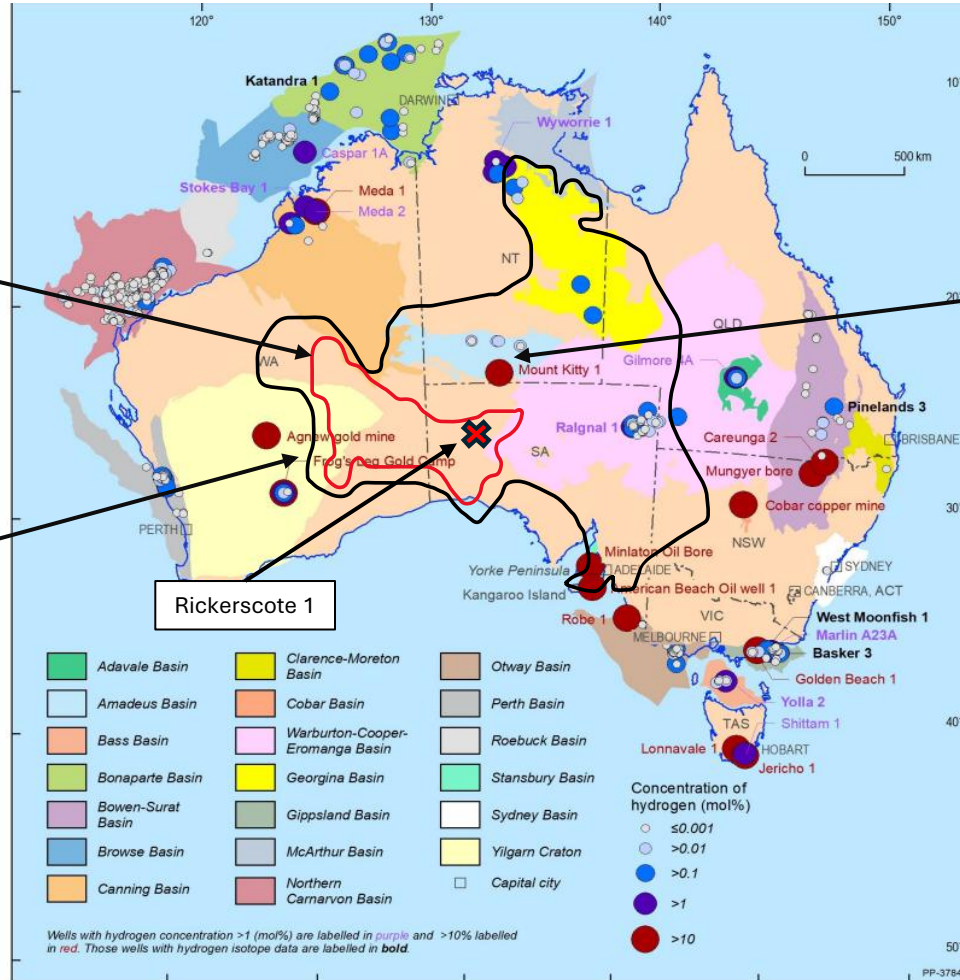 120°
130°
140°
150°
Katandra 1
10°
DARWIN
Wyworrie 1
Caspar 1A
0
500 km
Stokes Bay 1
Meda 1
Meda 2
NT
20°
QLD
WA
Gilmore 4A
Mount Kitty 1
Pinelands 3
Ralgnal 1
Agnew gold mine
SA
Careunga 2
BRISBANE
Frog's Leg Gold Camp
Mungyer bore
Cobar copper mine
30°
PERTH
NSW
Minlaton Oil Bore
SYDNEY
Yorke Peninsula
ADELAIDE
Kangaroo Island
American Beach Oil well 1
CANBERRA, ACT
Rickerscote 1
Robe 1
VIC
West Moonfish 1
MELBOURNE
Marlin A23A
Basker 3
Golden Beach 1
Yolla 2
TAS
Shittam 1
40°
Lonnavale 1
HOBART
Jericho 1
Adavale Basin
Amadeus Basin
Bass Basin
Bonaparte Basin
Bowen-Surat
Basin
Browse Basin
Canning Basin
Clarence-Moreton
Basin
Cobar Basin
Warburton-Cooper-
Eromanga Basin
Georgina Basin
Gippsland Basin
McArthur Basin
Northern
Carnarvon Basin
Otway Basin
Perth Basin
Roebuck Basin
Stansbury Basin
Sydney Basin
Yilgarn Craton
Capital city
Concentration of
hydrogen (mol%)
≤0.001
>0.01
>0.1
>1
>10
Wells with hydrogen concentration >1 (mol%) are labelled in purple and >10% labelled
in red. Those wells with hydrogen isotope data are labelled in bold.
50°
PP-3784